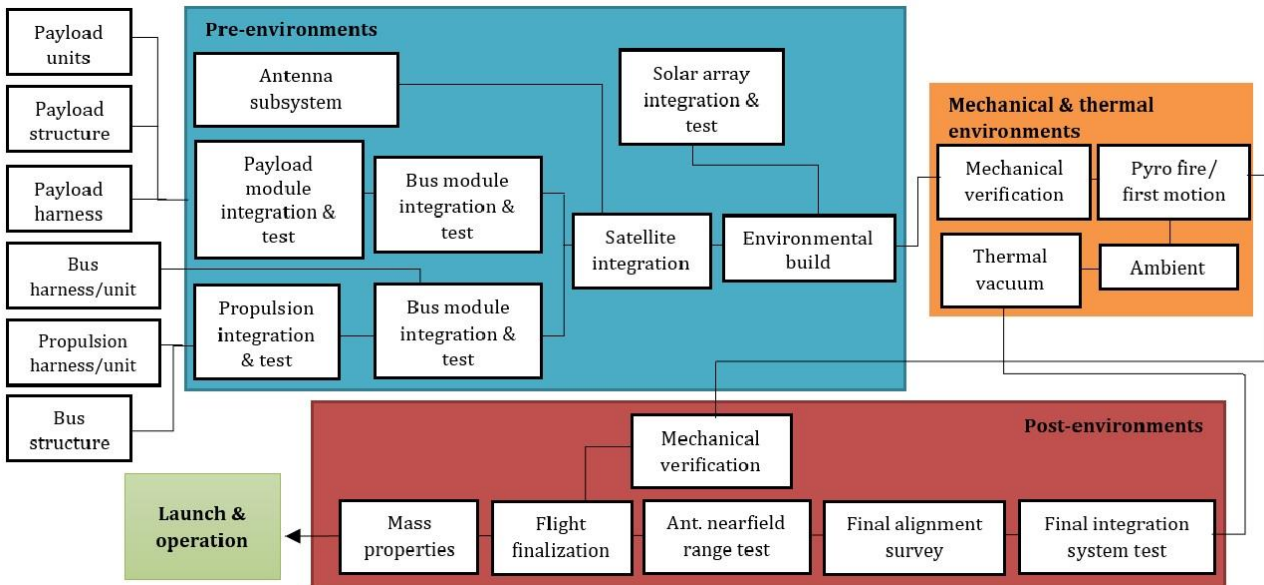 Payload
units
Payload
structure
Payload
harness
Bus
harness/unit
Propulsion
harness/unit
Bus
structure
Pre-environments
Antenna
subsystem
Solar array
integration &
test
Payload
module
integration &
test
Bus module
integration &
test
Propulsion
integration
& test
Bus module
integration &
test
Satellite
integration
Environmental
build
Mechanical & thermal
environments
Mechanical
verification
Pyro fire/
first motion
Thermal
vacuum
Ambient
Post-environments
Mechanical
verification
Launch &
operation
Mass
properties
Flight
finalization
Ant. nearfield
range test
Final alignment
survey
Final integration
system test